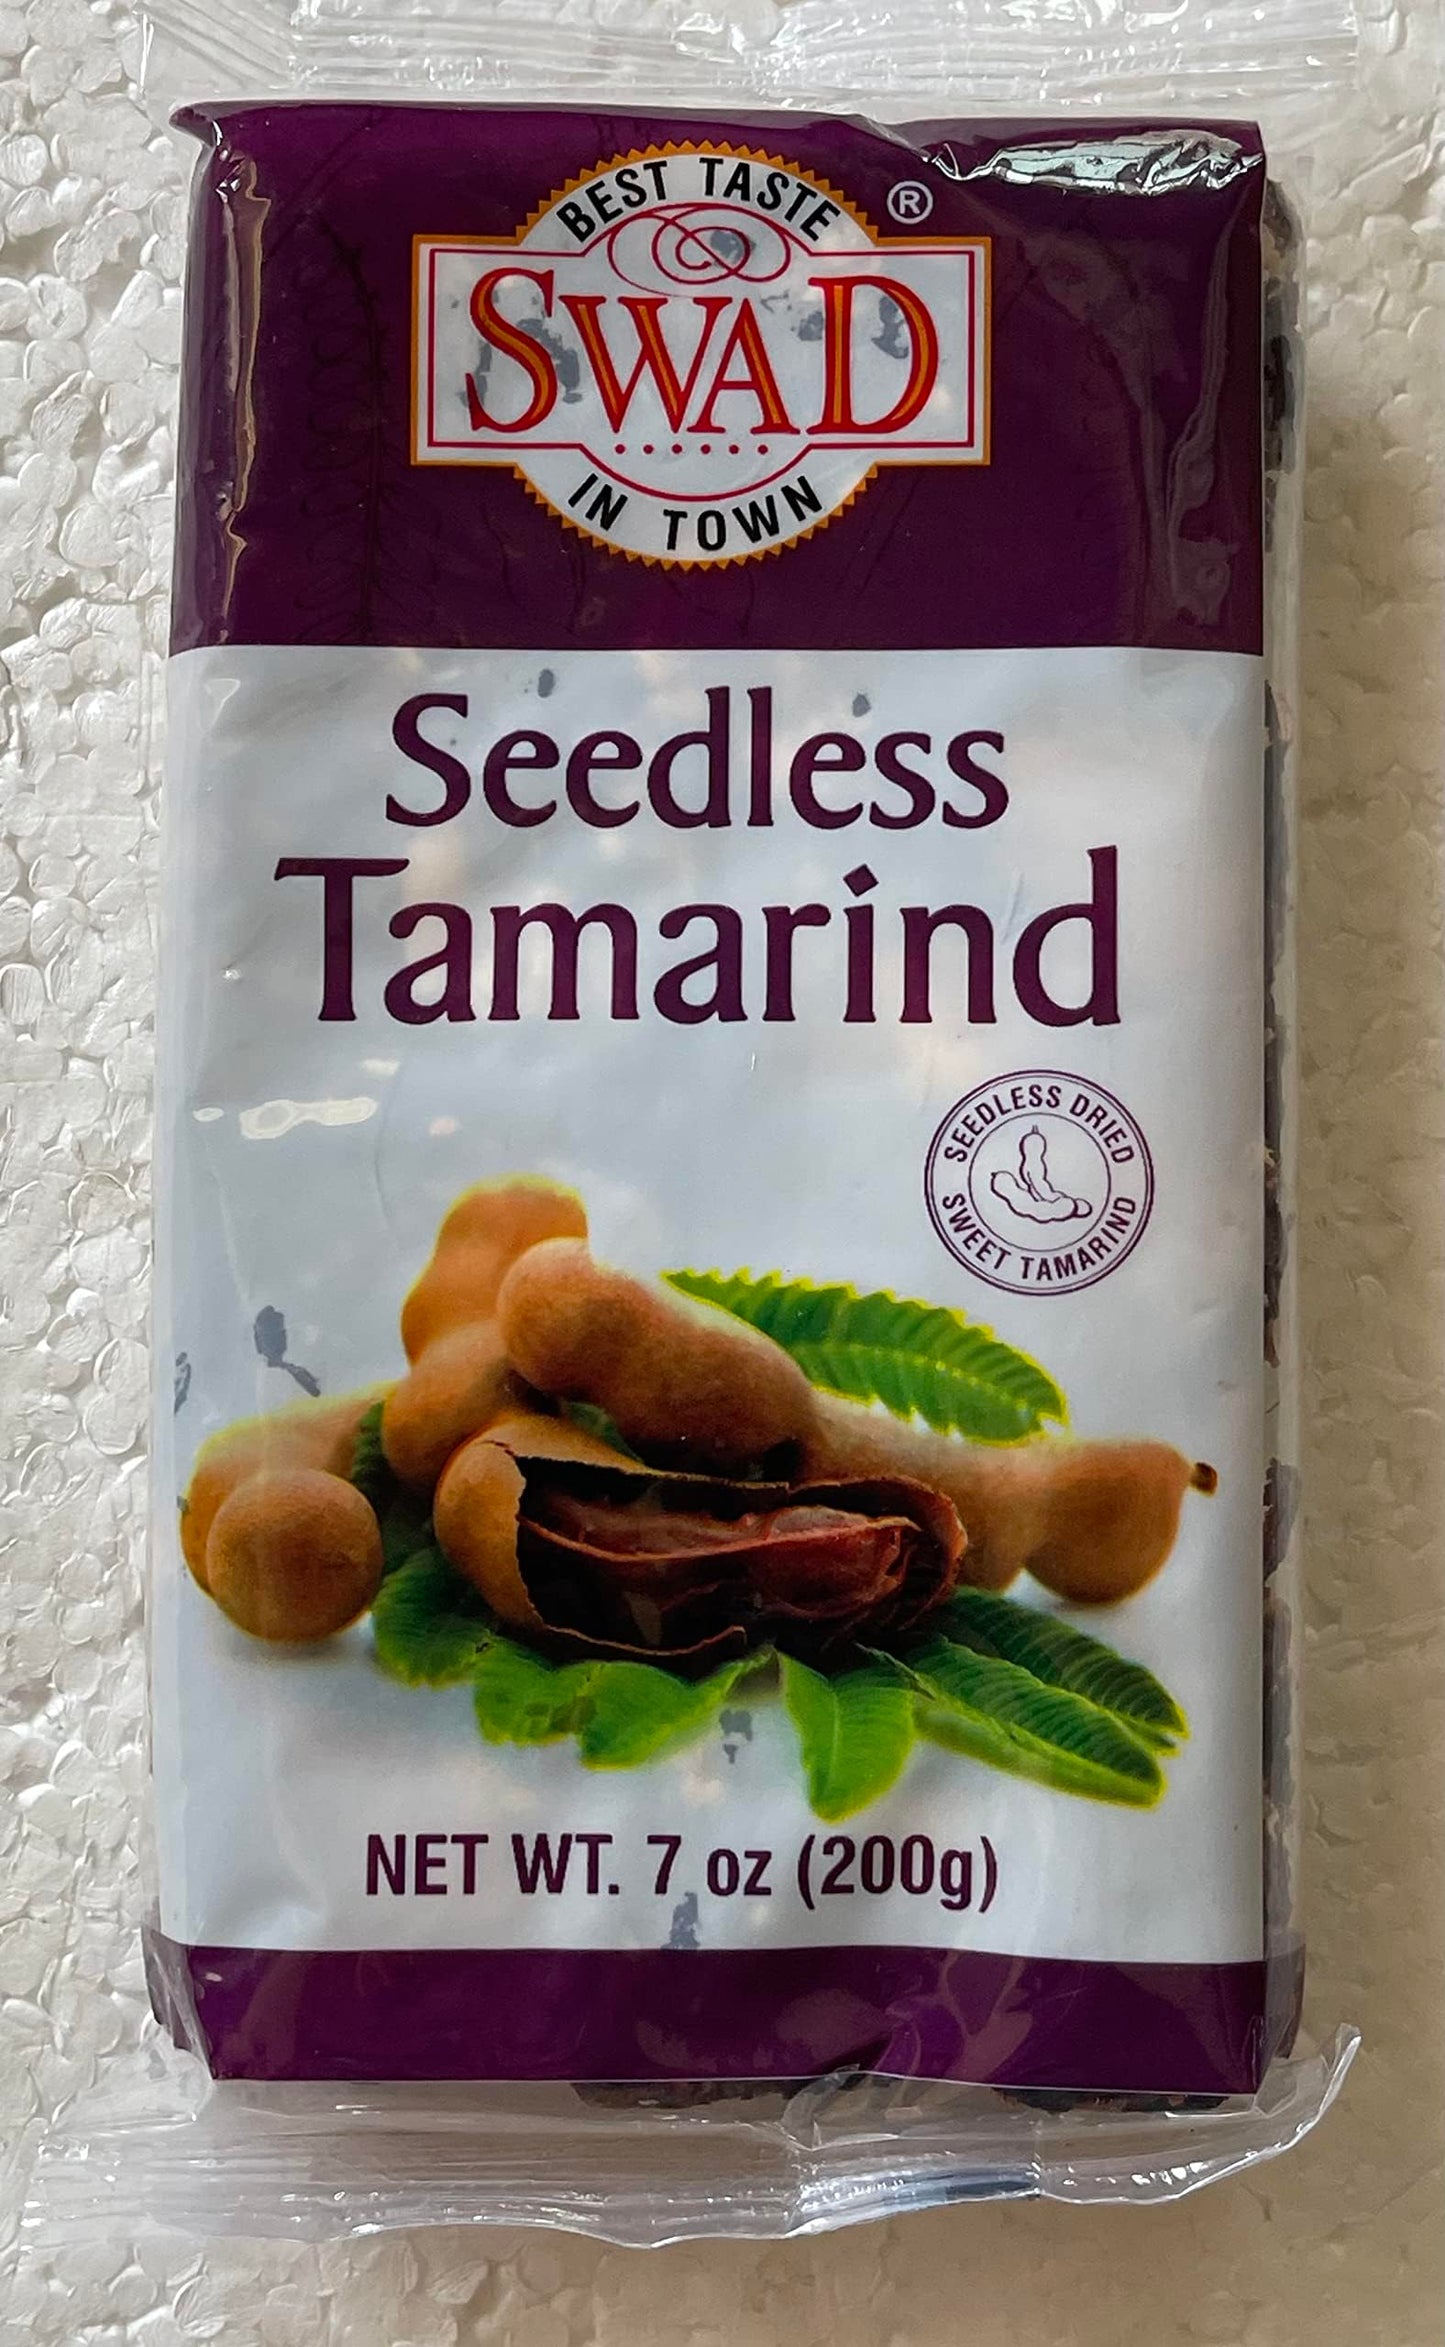 BEST TASTE
®
SWAD
IN TOWN
Seedless
Tamarind
SEEDLESS DRIED
SWEET TAMARIND
NET WT. 7 oz (200g)